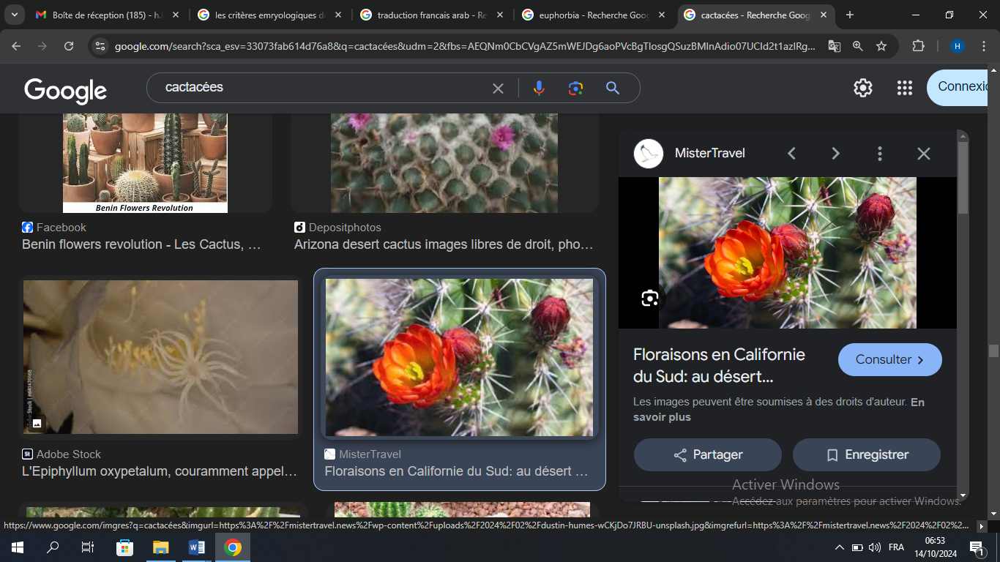 Boîte de réception (185) - h.l
les critères emryologiques de
traduction francais arab - Re
euphorbia - Recherche Goog
cactacées - Recherche Goog
google.com/search?sca_esv=33073fab614d76a8&q=cactacées&udm=2&fbs=AEQNm0CbCVgAZ5mWEJDg6aoPVcBgTlosgQSuzBMlnAdio07UCId2t1azIRg...
H
Google
cactacées
Connexio
Benin Flowers Revolution
Facebook
Benin flowers revolution - Les Cactus, ...
Depositphotos
Arizona desert cactus images libres de droit, pho...
Adobe Stock
L'Epiphyllum oxypetalum, couramment appel...
MisterTravel
Floraisons en Californie du Sud: au désert ...
MisterTravel
Floraisons en Californie
du Sud: au désert...
Consulter
Les images peuvent être soumises à des droits d'auteur. En
savoir plus
Partager
Enregistrer
Activer Windows
Accédez aux paramètres pour activer Windows.
https://www.google.com/imgres?q=cactacées&imgurl=https%3A%2F%2Fmistertravel.news%2Fwp-content%2Fuploads%2F2024%2F02%2Fdustin-humes-wCKjDo7JRBU-unsplash.jpg&imgrefurl=https%3A%2F%2Fmistertravel.news%2F2024%2F02%2...
FRA
06:53
14/10/2024
1